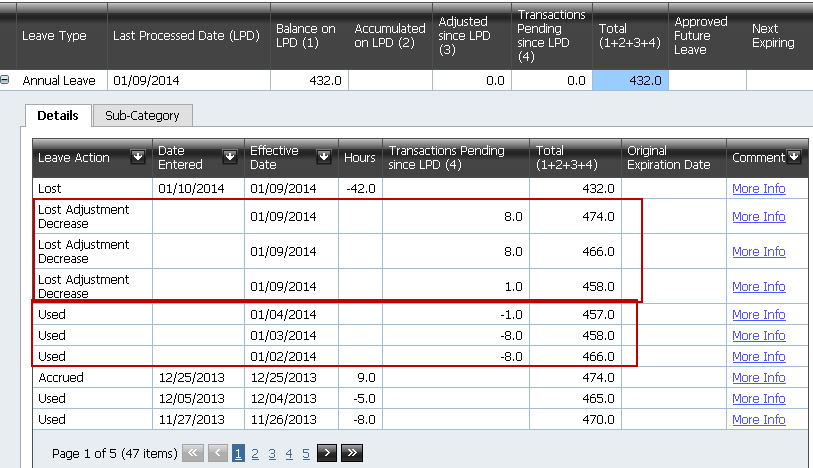 Leave Type Last Processed Date (LPD) Balance on LPD (1) Accumulated on LPD (2) Adjusted since LPD (3) Transactions Pending since LPD (4) Total (1+2+3+4) Approved Future Leave Next Expiring
Annual Leave 01/09/2014 432.0 0.0 0.0 432.0
Details Sub-Category
Leave Action Date Entered Effective Date Hours Transactions Pending since LPD (4) Total (1+2+3+4) Original Expiration Date Comment
Lost 01/10/2014 01/09/2014 -42.0 432.0 More Info
Lost Adjustment Decrease 01/09/2014 8.0 474.0 More Info
Lost Adjustment Decrease 01/09/2014 8.0 466.0 More Info
Lost Adjustment Decrease 01/09/2014 1.0 458.0 More Info
Used 01/04/2014 -1.0 457.0 More Info
Used 01/03/2014 -8.0 458.0 More Info
Used 01/02/2014 -8.0 466.0 More Info
Accrued 12/25/2013 12/25/2013 9.0 474.0 More Info
Used 12/05/2013 12/04/2013 -5.0 465.0 More Info
Used 11/27/2013 11/26/2013 -8.0 470.0 More Info
Page 1 of 5 (47 items) 1 2 3 4 5